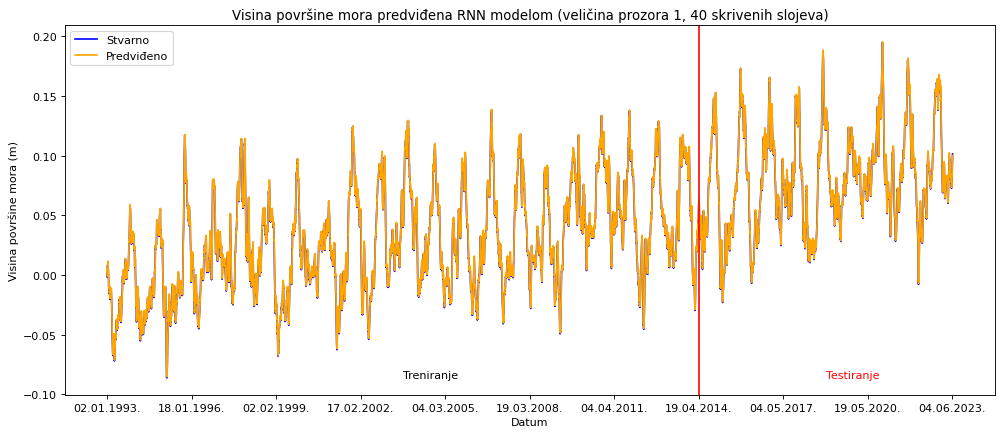 Visina površine mora predviđena RNN modelom (veličina prozora 1, 40 skrivenih slojeva)
Stvarno
Predviđeno
Visina površine mora (m)
0.20
0.15
0.10
0.05
0.00
−0.05
−0.10
Treniranje
Testiranje
02.01.1993. 18.01.1996. 02.02.1999. 17.02.2002. 04.03.2005. 19.03.2008. 04.04.2011. 19.04.2014. 04.05.2017. 19.05.2020. 04.06.2023.
Datum